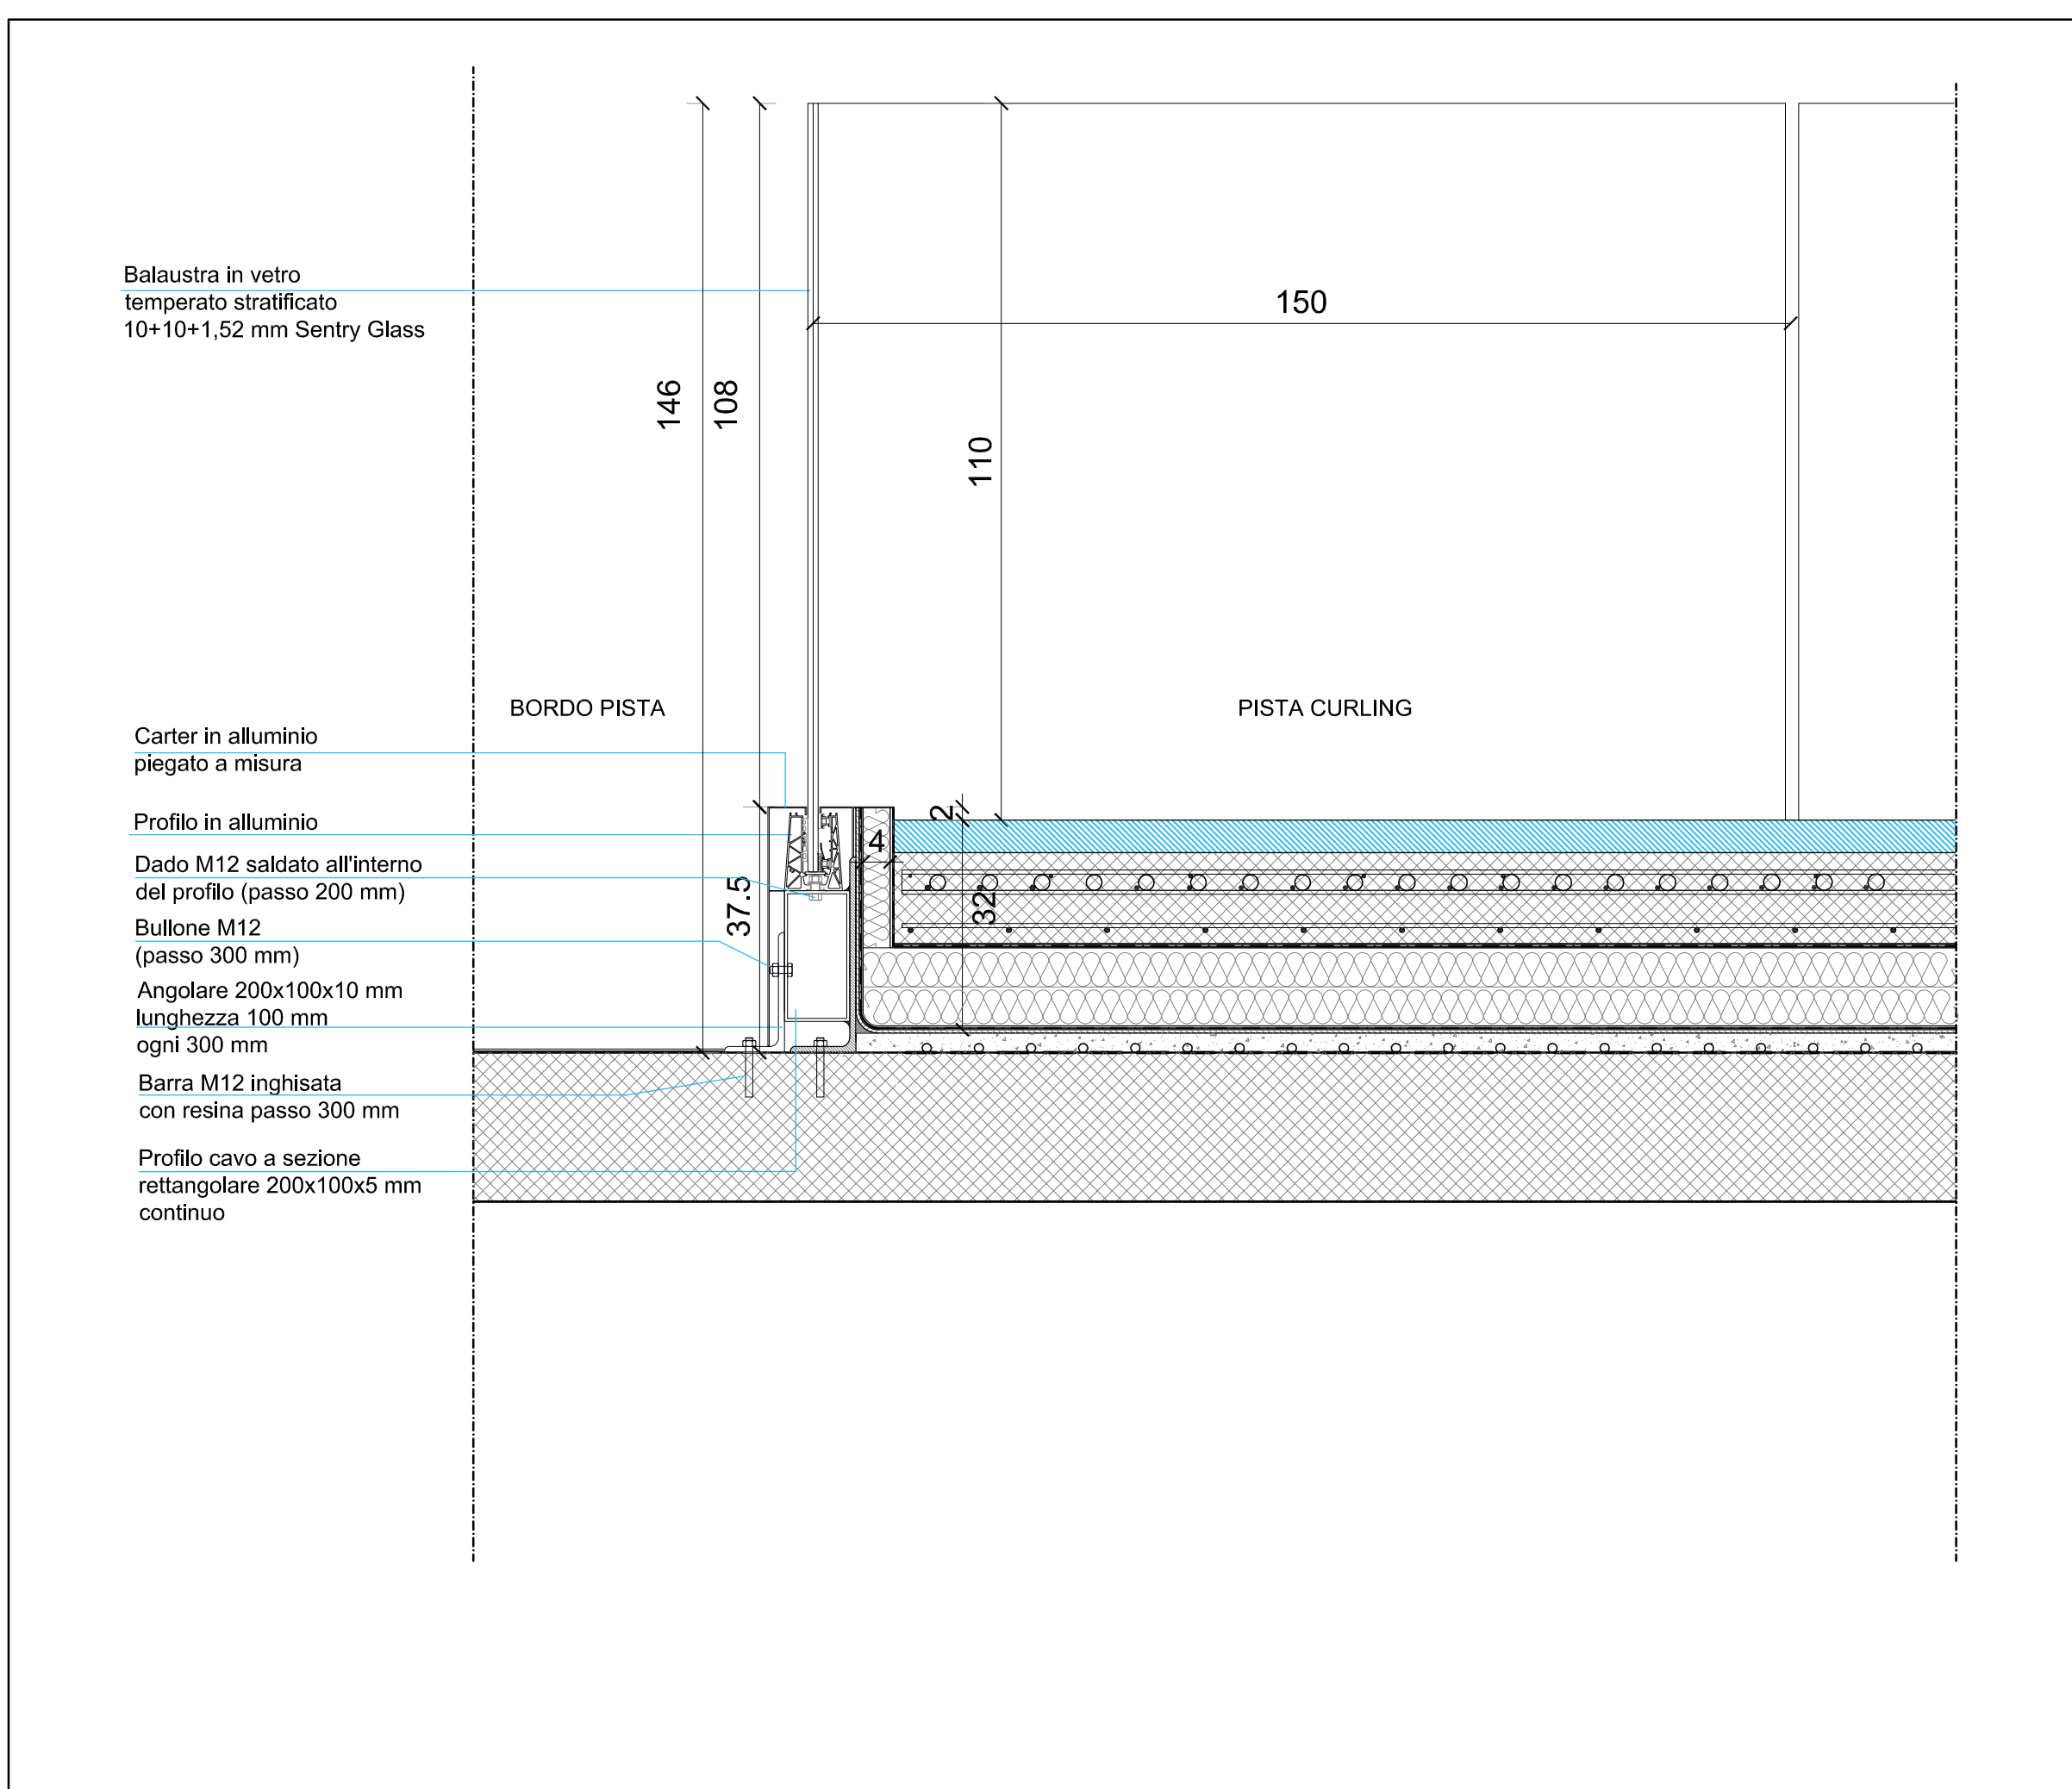 Balaustra in vetro
temperato stratificato
10+10+1,52 mm Sentry Glass
150
146
108
110
BORDO PISTA
PISTA CURLING
Carter in alluminio
piegato a misura
Profilo in alluminio
Dado M12 saldato all'interno
del profilo (passo 200 mm)
Bullone M12
(passo 300 mm)
Angolare 200x100x10 mm
lunghezza 100 mm
ogni 300 mm
Barra M12 inghisata
con resina passo 300 mm
Profilo cavo a sezione
rettangolare 200x100x5 mm
continuo
2
4
37.5
32